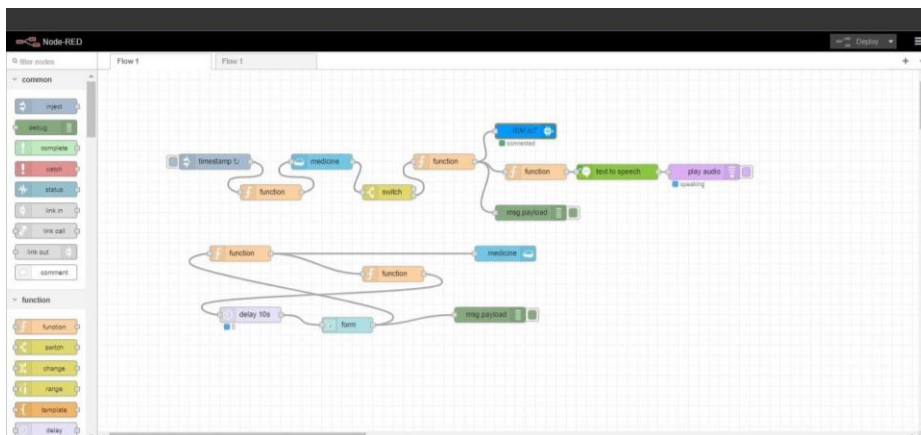 Node-RED
Deploy
filter nodes
Flow 1
Flow 1
common
inject
debug
complete
catch
status
link in
link call
link out
comment
function
function
switch
change
range
template
delay
timestamp ↻
function
medicine
switch
function
IBM IoT
connected
function
text to speech
play audio
speaking
msg.payload
function
medicine
function
delay 10s
form
msg.payload